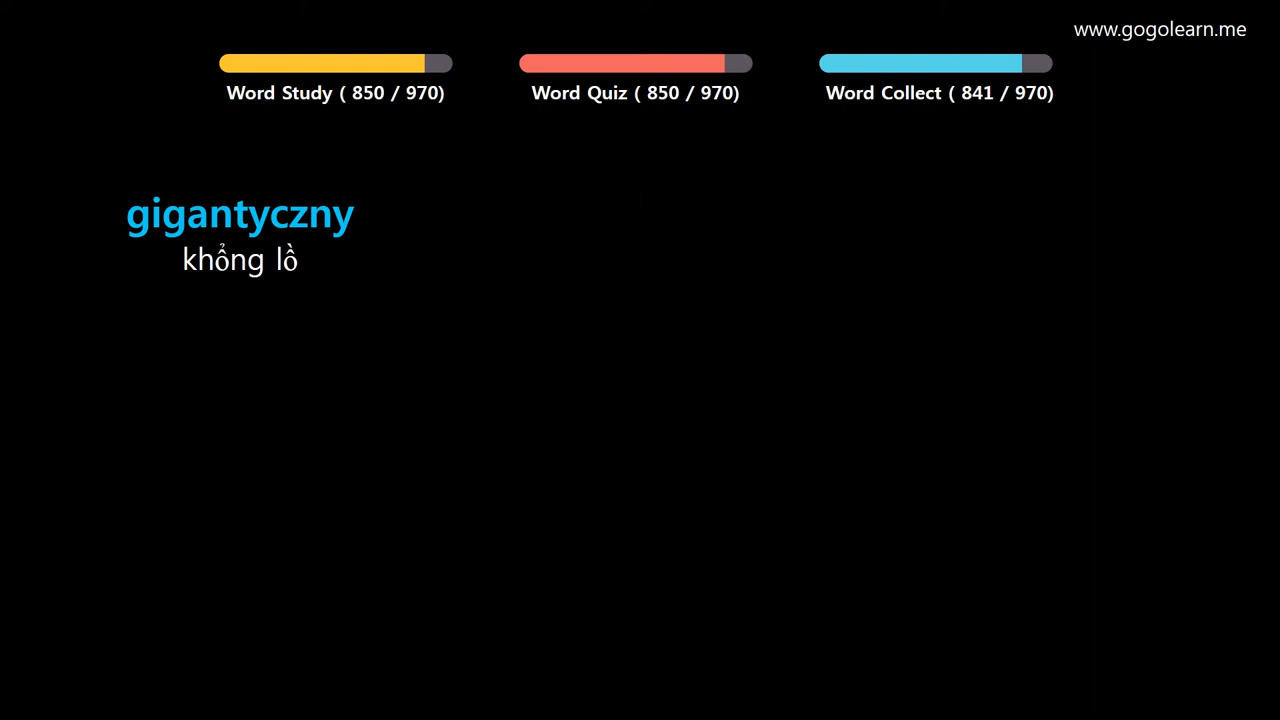 www.gogolearn.me
Word Study ( 850 / 970)
Word Quiz ( 850 / 970)
Word Collect ( 841 / 970)
gigantyczny
khổng lồ